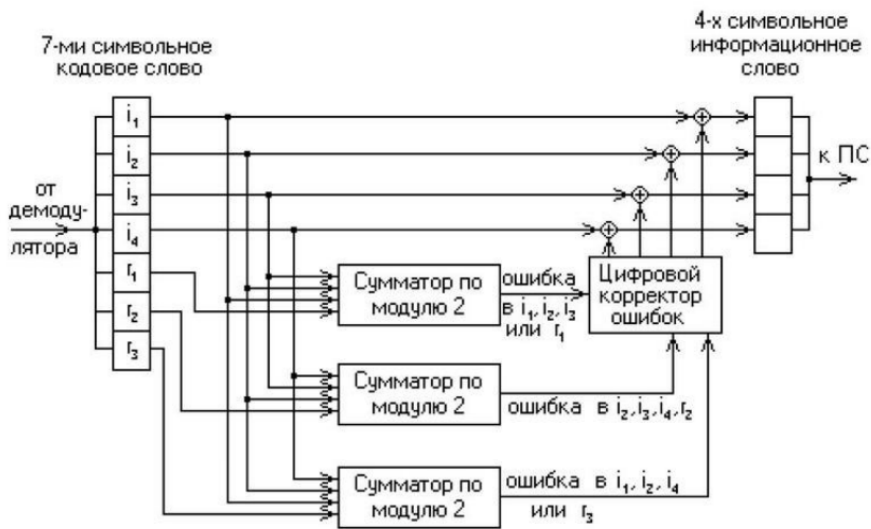 7-ми символьное
кодовое слово
4-х символьное
информационное
слово
i₁
i₂
i₃
i₄
r₁
r₂
r₃
от
демоду-
лятора
к ПС
Сумматор по
модулю 2
ошибка
в i₁, i₂, i₃
или r₁
Цифровой
корректор
ошибок
Сумматор по
модулю 2
ошибка в i₂, i₃, i₄, r₂
Сумматор по
модулю 2
ошибка в i₁, i₂, i₄
или r₃